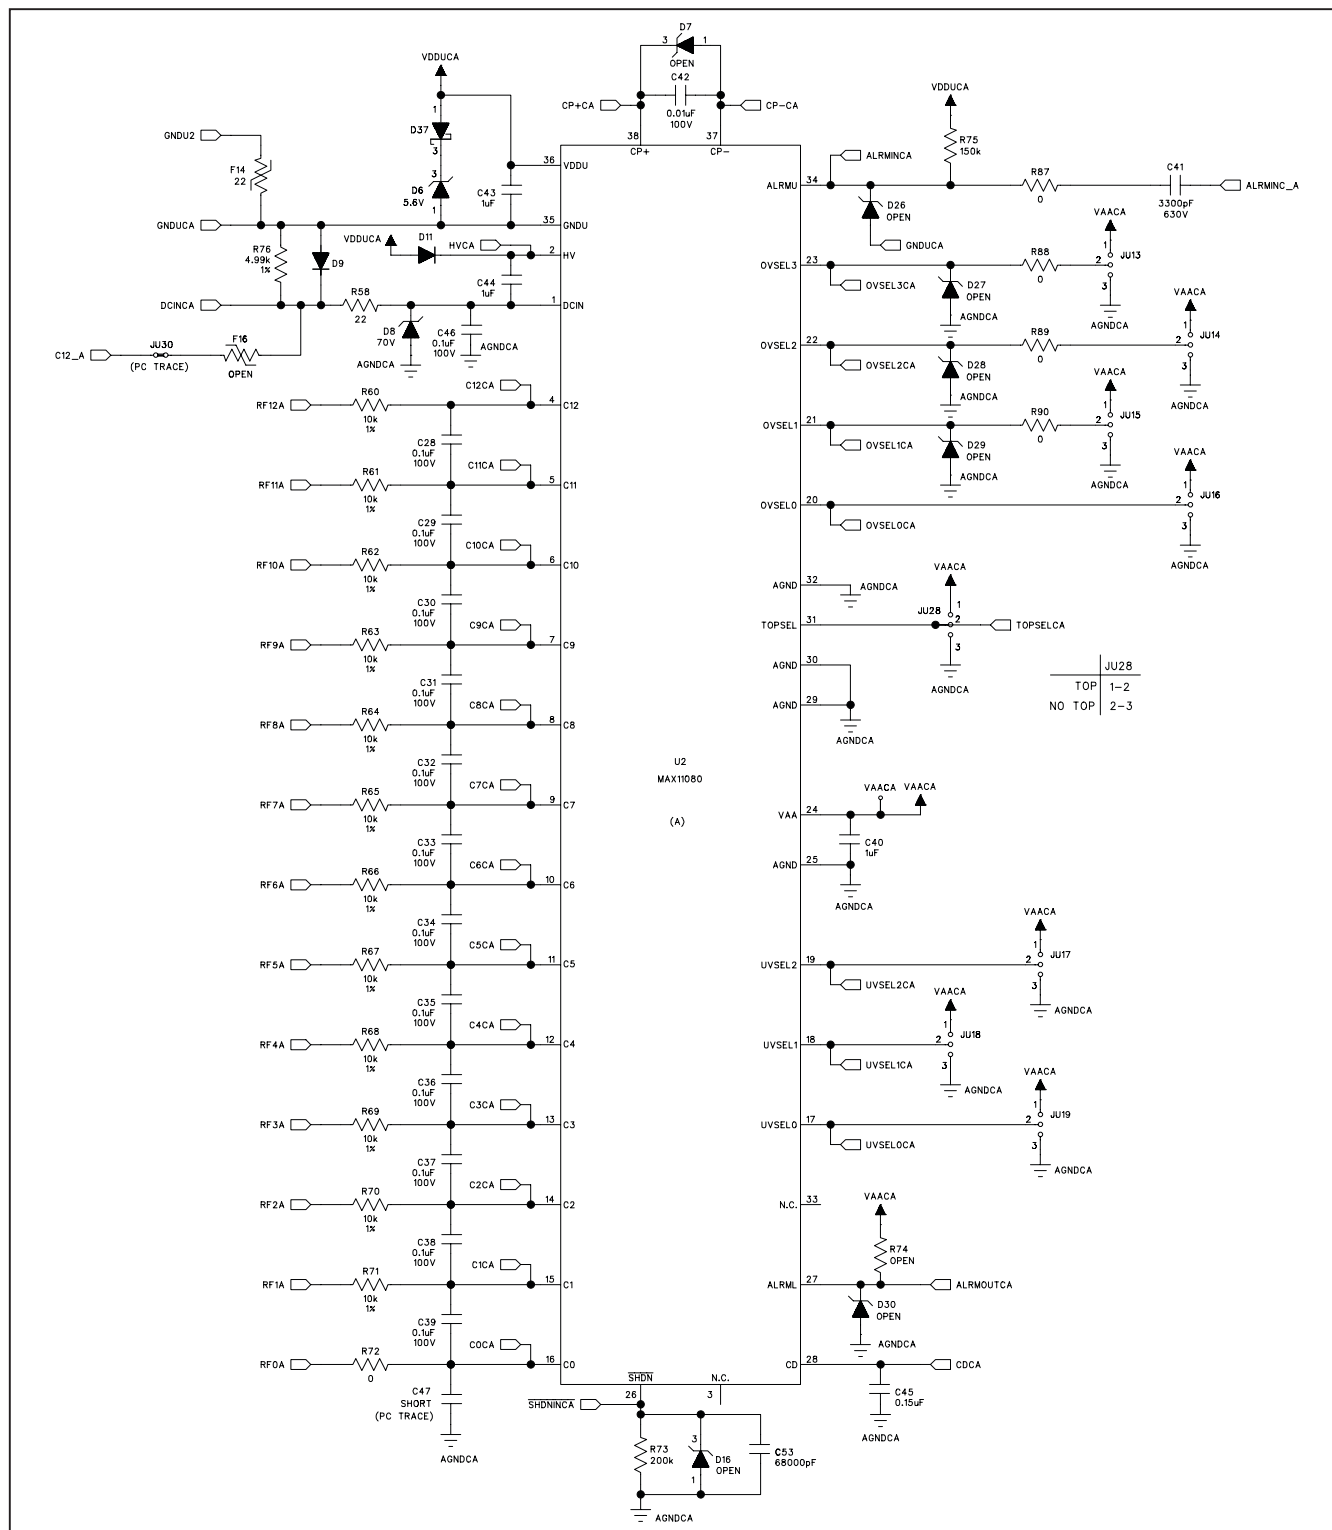 D7
3
1
OPEN
C42
0.01uF
100V
CP+CA
CP-CA
38
37
CP+
CP-
VDDUCA
1
D37
3
3
D6
5.6V
1
C43
1uF
36
VDDU
35
GNDU
GNDU2
F14
22
GNDUCA
R76
4.99k
1%
D9
VDDUCA
D11
HVCA
2
HV
C44
1uF
DCINCA
R58
22
1
DCIN
D8
70V
AGNDCA
C46
0.1uF
100V
AGNDCA
C12_A
JU30
(PC TRACE)
F16
OPEN
RF12A
R60
10k
1%
C12CA
4
C12
C28
0.1uF
100V
RF11A
R61
10k
1%
C11CA
5
C11
C29
0.1uF
100V
RF10A
R62
10k
1%
C10CA
6
C10
C30
0.1uF
100V
RF9A
R63
10k
1%
C9CA
7
C9
C31
0.1uF
100V
RF8A
R64
10k
1%
C8CA
8
C8
C32
0.1uF
100V
RF7A
R65
10k
1%
C7CA
9
C7
C33
0.1uF
100V
RF6A
R66
10k
1%
C6CA
10
C6
C34
0.1uF
100V
RF5A
R67
10k
1%
C5CA
11
C5
C35
0.1uF
100V
RF4A
R68
10k
1%
C4CA
12
C4
C36
0.1uF
100V
RF3A
R69
10k
1%
C3CA
13
C3
C37
0.1uF
100V
RF2A
R70
10k
1%
C2CA
14
C2
C38
0.1uF
100V
RF1A
R71
10k
1%
C1CA
15
C1
C39
0.1uF
100V
RF0A
R72
0
C0CA
16
C0
C47
SHORT
(PC TRACE)
AGNDCA
U2
MAX11080
(A)
SHDN
26
N.C.
3
SHDNINCA
R73
200k
3
D16
OPEN
1
C53
68000pF
AGNDCA
VDDUCA
R75
150k
ALRMINCA
ALRMU
34
R87
0
C41
3300pF
630V
ALRMINC_A
D26
OPEN
GNDUCA
OVSEL3
23
OVSEL3CA
D27
OPEN
AGNDCA
R88
0
VAACA
1
2
3
JU13
AGNDCA
OVSEL2
22
OVSEL2CA
D28
OPEN
AGNDCA
R89
0
VAACA
1
2
3
JU14
AGNDCA
OVSEL1
21
OVSEL1CA
D29
OPEN
AGNDCA
R90
0
VAACA
1
2
3
JU15
AGNDCA
OVSEL0
20
OVSEL0CA
VAACA
1
2
3
JU16
AGNDCA
AGND
32
AGNDCA
TOPSEL
31
VAACA
JU28
1
2
3
TOPSELCA
AGNDCA
AGND
30
AGND
29
AGNDCA
JU28
TOP 1-2
NO TOP 2-3
VAA
24
VAACA
VAACA
C40
1uF
AGND
25
AGNDCA
UVSEL2
19
UVSEL2CA
VAACA
1
2
3
JU17
AGNDCA
UVSEL1
18
UVSEL1CA
VAACA
1
2
3
JU18
AGNDCA
UVSEL0
17
UVSEL0CA
VAACA
1
2
3
JU19
AGNDCA
N.C.
33
VAACA
R74
OPEN
ALRML
27
ALRMOUTCA
D30
OPEN
AGNDCA
CD
28
CDCA
C45
0.15uF
AGNDCA